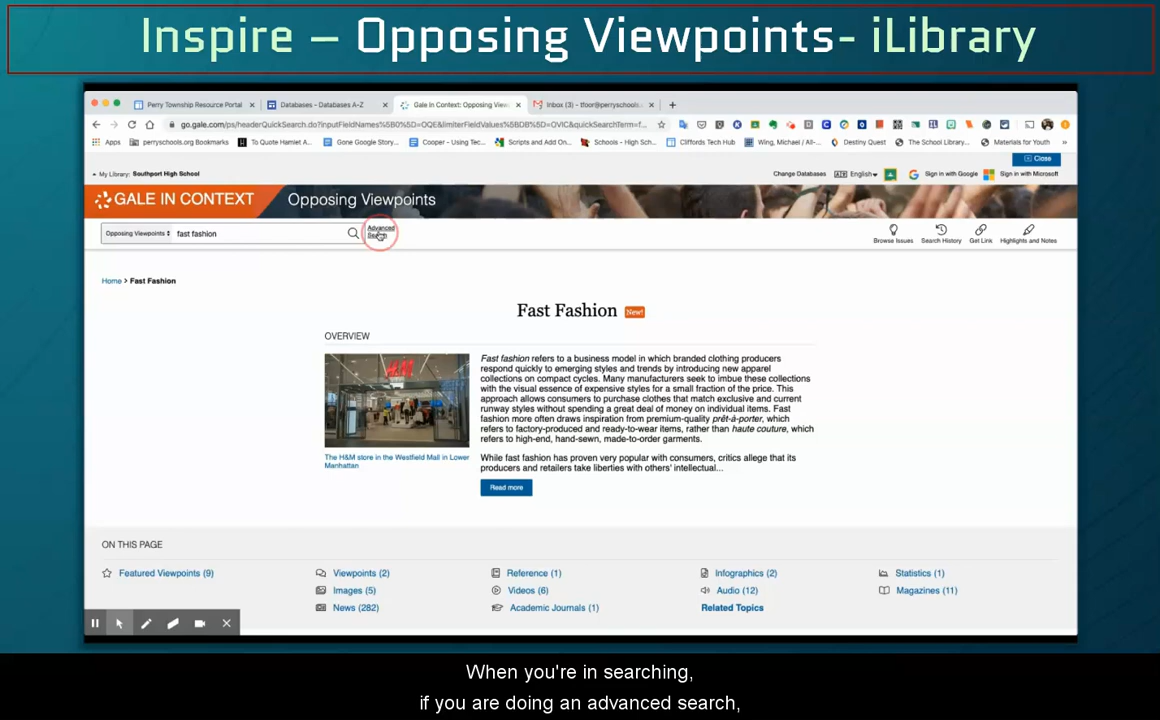 Inspire – Opposing Viewpoints- iLibrary
Perry Township Resource Portal
Databases - Databases A-Z
Gale In Context: Opposing View
Inbox (3) - tfoor@perryschools.
go.gale.com/ps/headerQuickSearch.do?inputFieldNames%5B0%5D=OQE&limiterFieldValues%5BDB%5D=OVIC&quickSearchTerm=f...
Apps perryschools.org Bookmarks To Quote Hamlet A... Gone Google Story... Cooper - Using Tec... Scripts and Add On... Schools - High Sch... Cliffords Tech Hub Wing, Michael / All-... Destiny Quest The School Library... Materials for Youth
Close
My Library: Southport High School
Change Databases English Sign in with Google Sign in with Microsoft
GALE IN CONTEXT Opposing Viewpoints
Opposing Viewpoints fast fashion
Advanced
Search
Browse Issues Search History Get Link Highlights and Notes
Home > Fast Fashion
Fast Fashion New!
OVERVIEW
H&M
The H&M store in the Westfield Mall in Lower
Manhattan
Fast fashion refers to a business model in which branded clothing producers
respond quickly to emerging styles and trends by introducing new apparel
collections on compact cycles. Many manufacturers seek to imbue these collections
with the visual essence of expensive styles for a small fraction of the price. This
approach allows consumers to purchase clothes that match exclusive and current
runway styles without spending a great deal of money on individual items. Fast
fashion more often draws inspiration from premium-quality prêt-à-porter, which
refers to factory-produced and ready-to-wear items, rather than haute couture, which
refers to high-end, hand-sewn, made-to-order garments.
While fast fashion has proven very popular with consumers, critics allege that its
producers and retailers take liberties with others' intellectual...
Read more
ON THIS PAGE
Featured Viewpoints (9) Viewpoints (2) Reference (1) Infographics (2) Statistics (1)
Images (5) Videos (6) Audio (12) Magazines (11)
News (282) Academic Journals (1) Related Topics
When you're in searching,
if you are doing an advanced search,